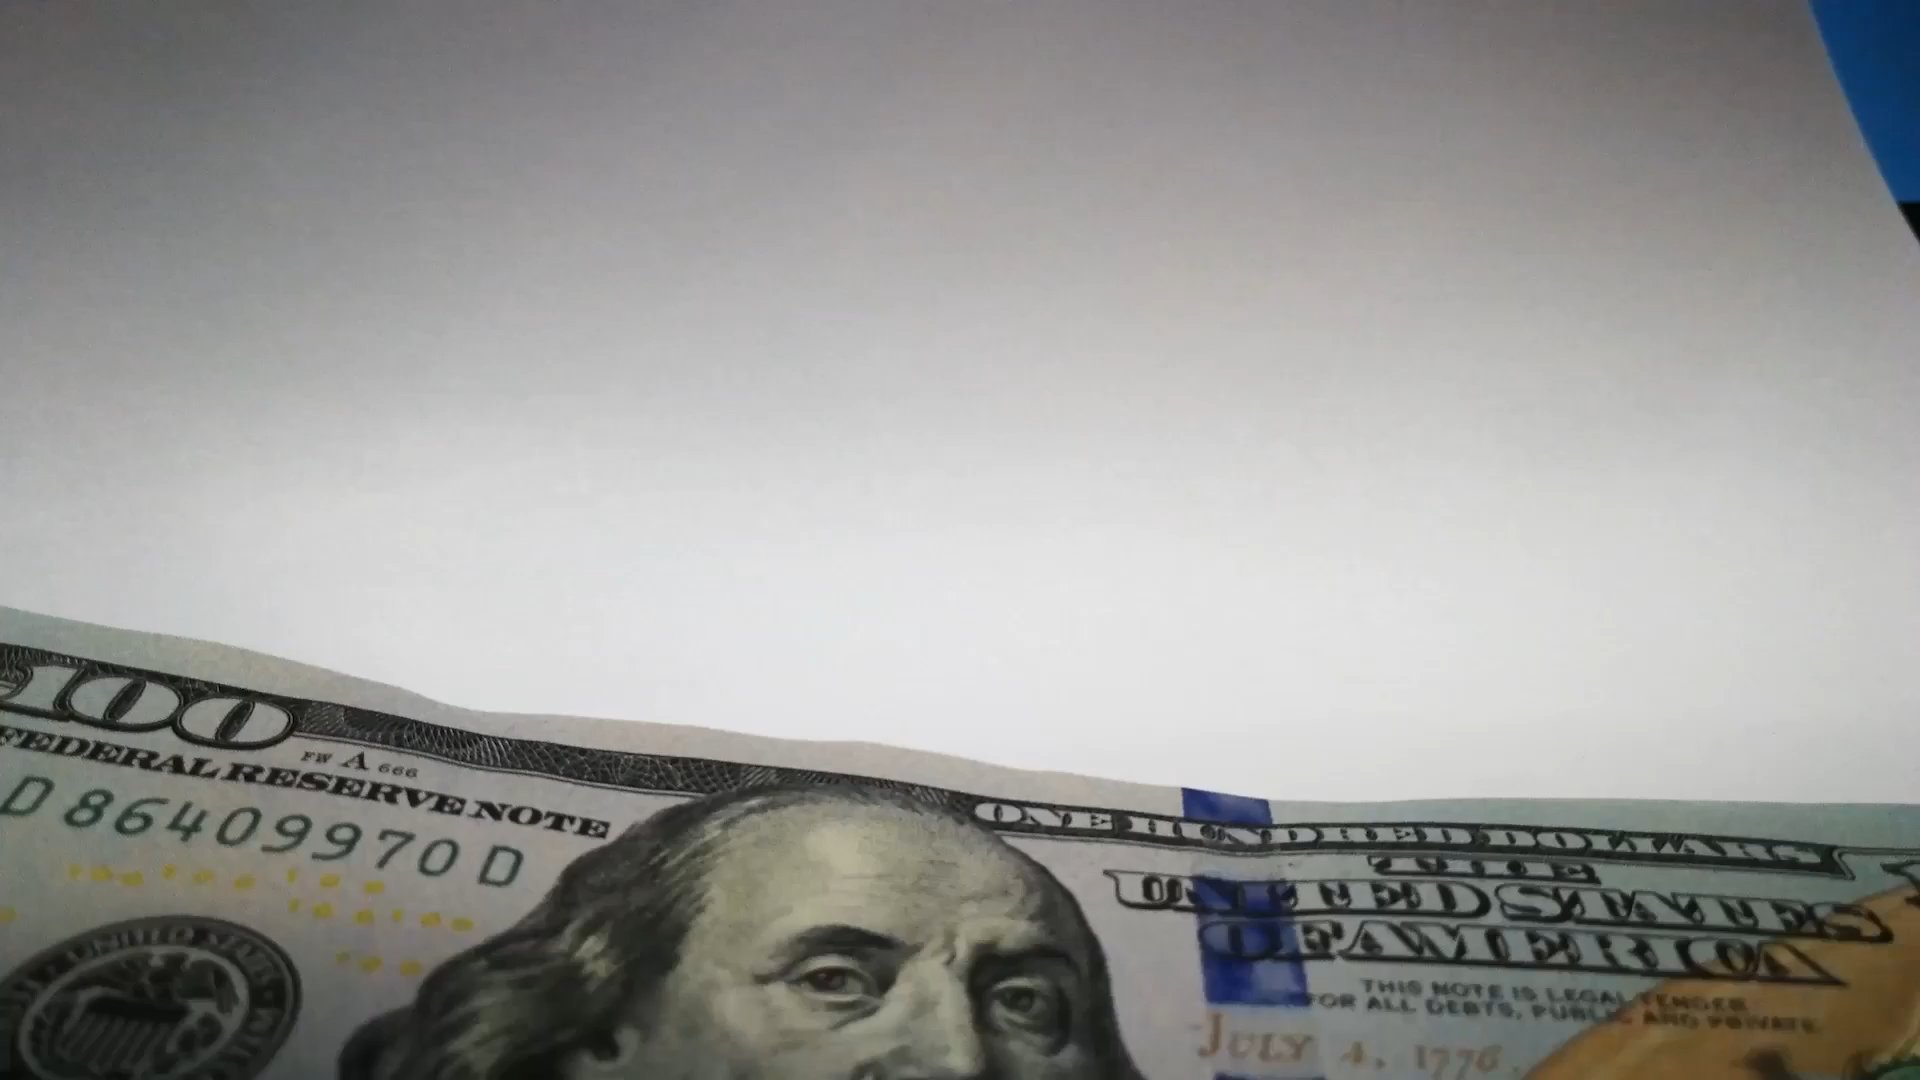 100
FW A 666
FEDERAL RESERVE NOTE
D 86409970 D
ONE HUNDRED DOLLARS
THE
UNITED STATES
OF AMERICA
THIS NOTE IS LEGAL TENDER
FOR ALL DEBTS, PUBLIC AND PRIVATE
JULY 4, 1776